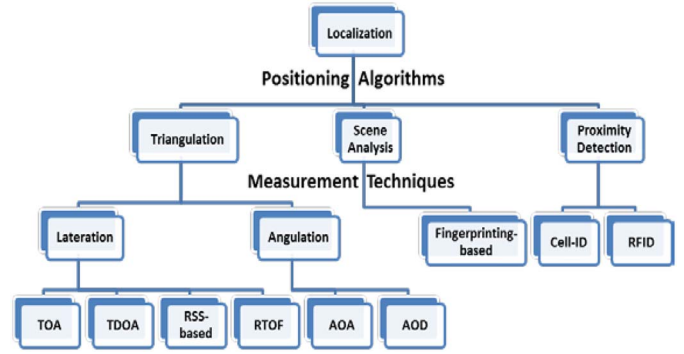 Localization
Positioning Algorithms
Triangulation
Scene
Analysis
Proximity
Detection
Measurement Techniques
Lateration
Angulation
Fingerprinting-
based
Cell-ID
RFID
TOA
TDOA
RSS-
based
RTOF
AOA
AOD